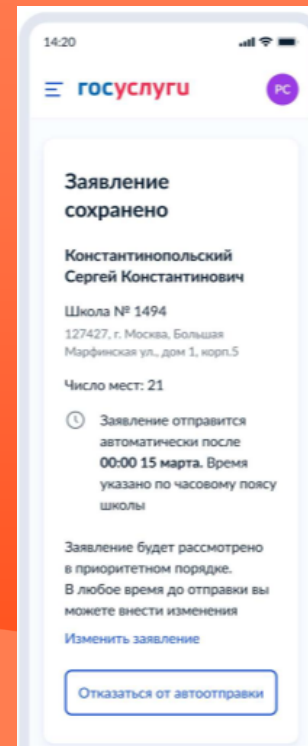 14:20
госуслуги
РС
Заявление
сохранено
Константинопольский
Сергей Константинович
Школа № 1494
127427, г. Москва, Большая
Марфинская ул., дом 1, корп.5
Число мест: 21
Заявление отправится
автоматически после
00:00 15 марта. Время
указано по часовому поясу
школы
Заявление будет рассмотрено
в приоритетном порядке.
В любое время до отправки вы
можете внести изменения
Изменить заявление
Отказаться от автоотправки